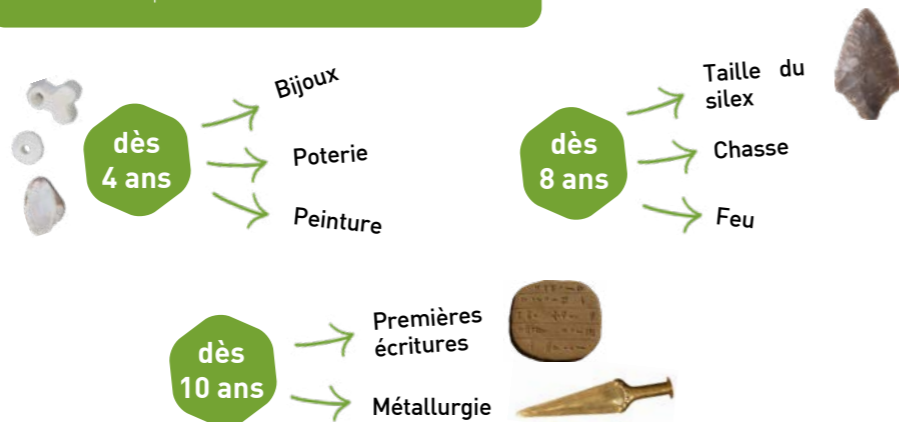 dès
4 ans
Bijoux
Poterie
Peinture
dès
8 ans
Taille du
silex
Chasse
Feu
dès
10 ans
Premières
écritures
Métallurgie